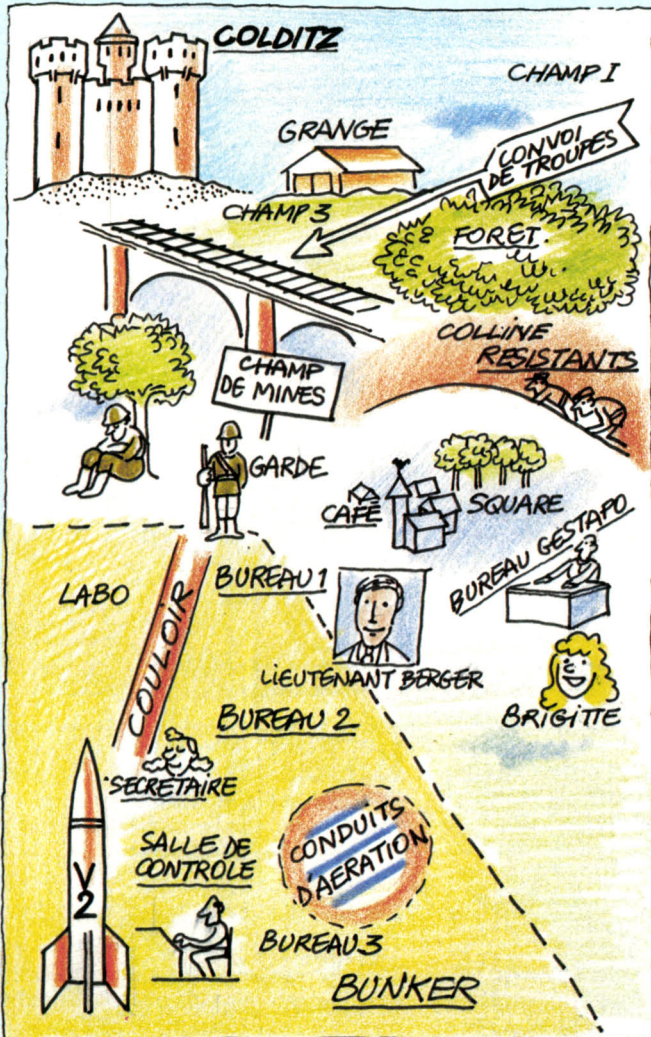 COLDITZ
CHAMP I
GRANGE
CONVOI
DE TROUPES
CHAMP 3
FORET.
COLLINE
RESISTANTS
CHAMP
DE MINES
GARDE
CAFÉ
SQUARE
BUREAU GESTAPO
BUREAU 1
LABO
COULOIR
LIEUTENANT BERGER
BRIGITTE
BUREAU 2
SECRETAIRE
SALLE DE
CONTROLE
CONDUITS
D'AERATION
V2
BUREAU 3
BUNKER